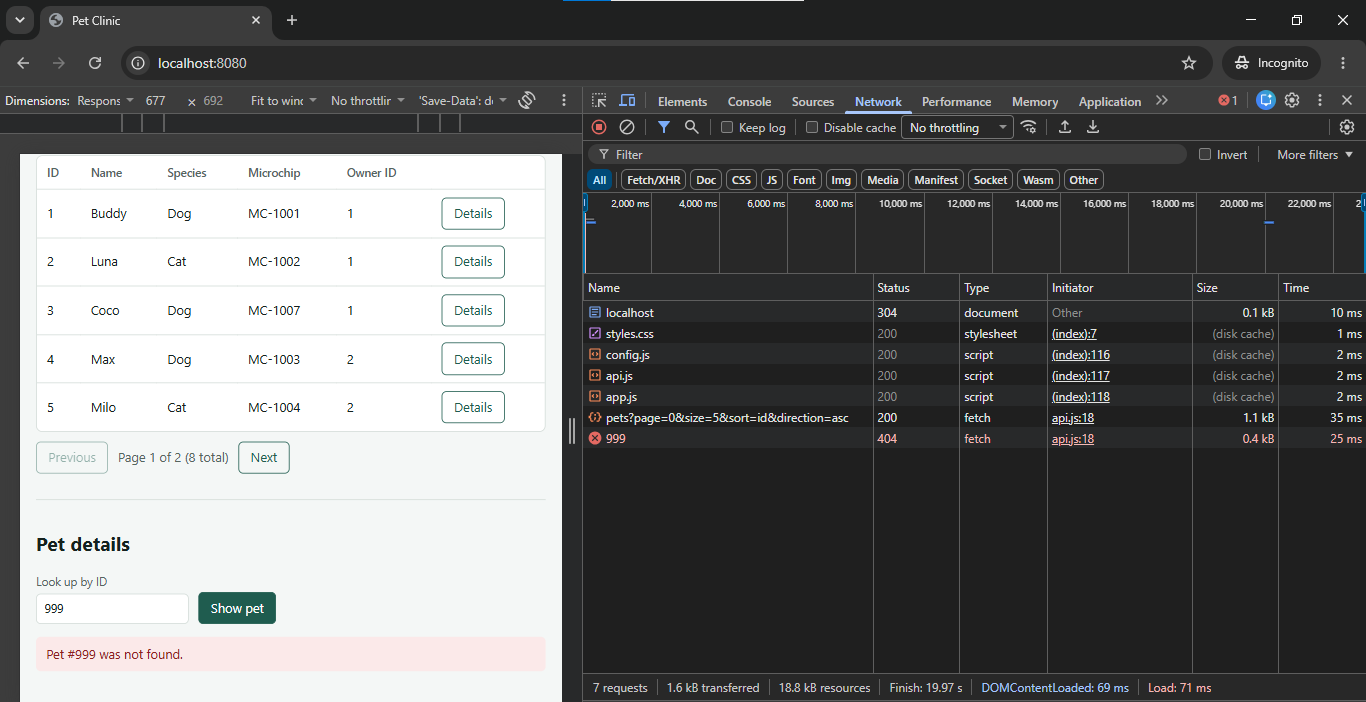 Pet Clinic
localhost:8080
Incognito
Dimensions: Respons 677 × 692 Fit to winc No throttlir 'Save-Data': d
Elements Console Sources Network Performance Memory Application 1
Keep log Disable cache No throttling
Filter Invert More filters
All Fetch/XHR Doc CSS JS Font Img Media Manifest Socket Wasm Other
2,000 ms 4,000 ms 6,000 ms 8,000 ms 10,000 ms 12,000 ms 14,000 ms 16,000 ms 18,000 ms 20,000 ms 22,000 ms 2
Name Status Type Initiator Size Time
localhost 304 document Other 0.1 kB 10 ms
styles.css 200 stylesheet (index):7 (disk cache) 1 ms
config.js 200 script (index):116 (disk cache) 2 ms
api.js 200 script (index):117 (disk cache) 2 ms
app.js 200 script (index):118 (disk cache) 2 ms
pets?page=0&size=5&sort=id&direction=asc 200 fetch api.js:18 1.1 kB 35 ms
999 404 fetch api.js:18 0.4 kB 25 ms
7 requests 1.6 kB transferred 18.8 kB resources Finish: 19.97 s DOMContentLoaded: 69 ms Load: 71 ms
ID Name Species Microchip Owner ID
1 Buddy Dog MC-1001 1 Details
2 Luna Cat MC-1002 1 Details
3 Coco Dog MC-1007 1 Details
4 Max Dog MC-1003 2 Details
5 Milo Cat MC-1004 2 Details
Previous Page 1 of 2 (8 total) Next
Pet details
Look up by ID
999 Show pet
Pet #999 was not found.